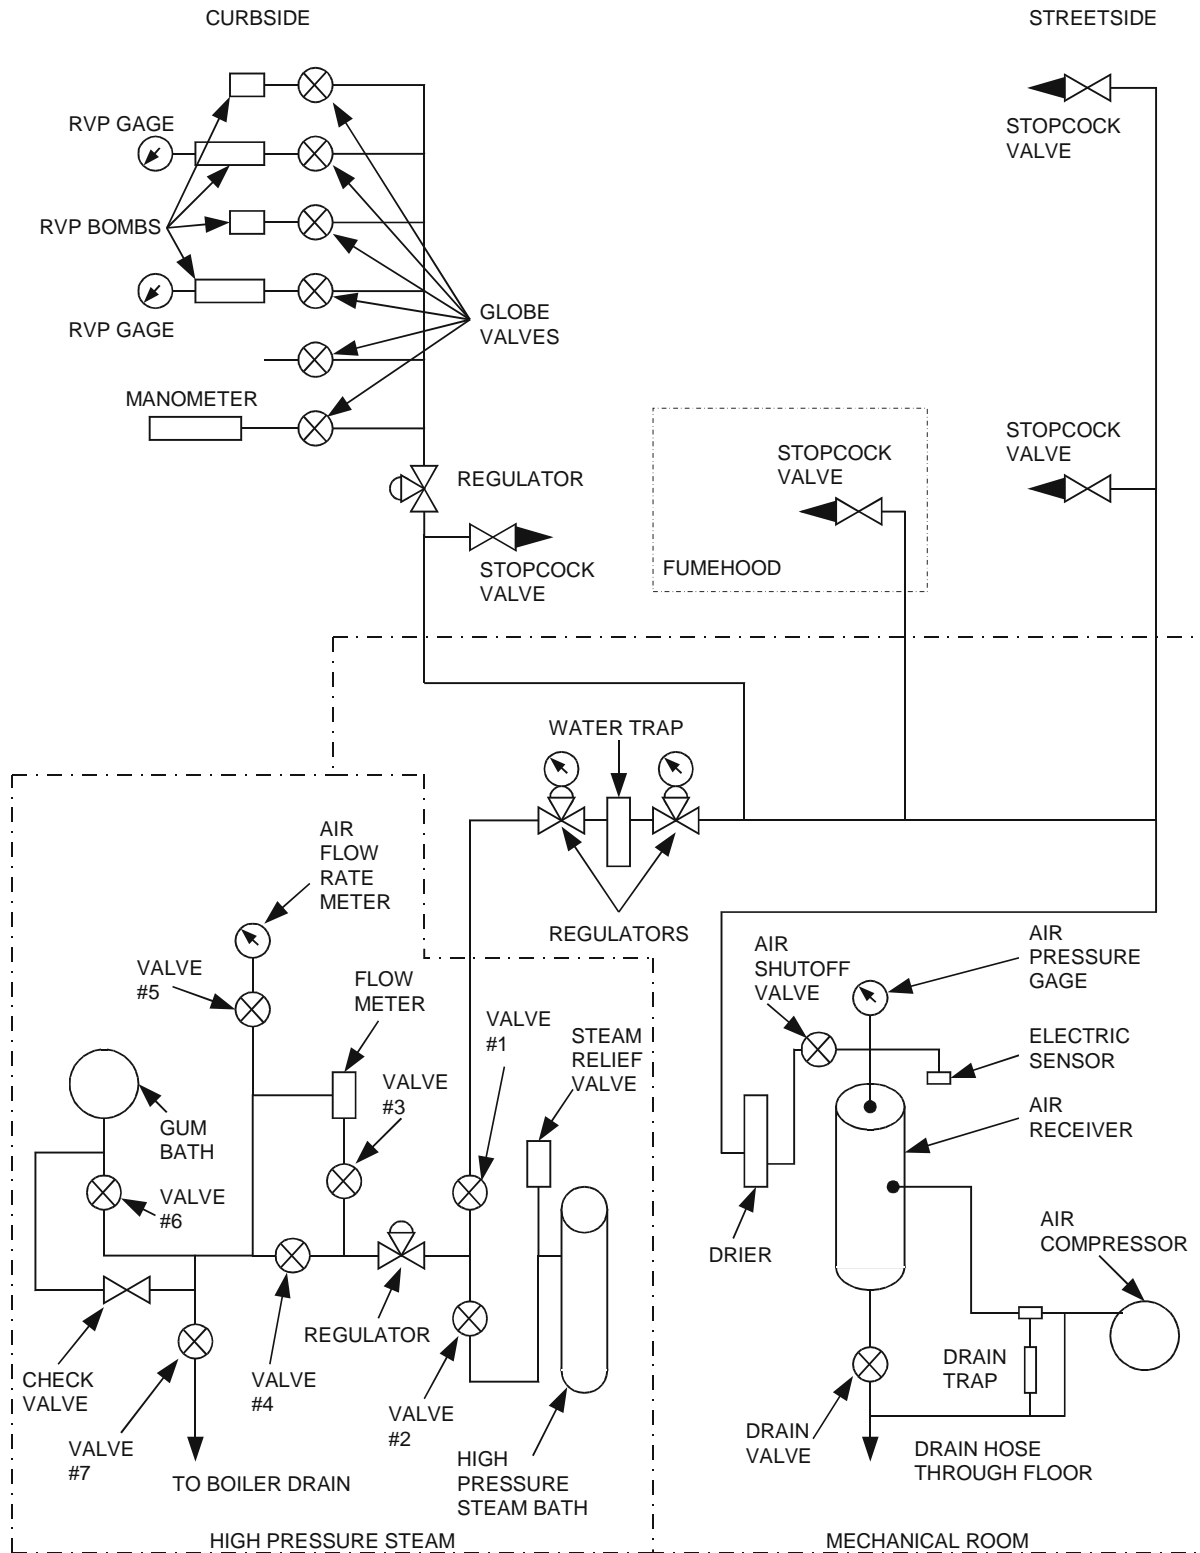 CURBSIDE
STREETSIDE
RVP GAGE
STOPCOCK
VALVE
RVP BOMBS
GLOBE
VALVES
RVP GAGE
MANOMETER
STOPCOCK
VALVE
STOPCOCK
VALVE
REGULATOR
FUMEHOOD
STOPCOCK
VALVE
WATER TRAP
AIR
FLOW
RATE
METER
REGULATORS
AIR
SHUTOFF
VALVE
AIR
PRESSURE
GAGE
VALVE
#5
FLOW
METER
VALVE
#1
STEAM
RELIEF
VALVE
ELECTRIC
SENSOR
VALVE
#3
GUM
BATH
AIR
RECEIVER
VALVE
#6
DRIER
AIR
COMPRESSOR
REGULATOR
CHECK
VALVE
VALVE
#4
DRAIN
TRAP
VALVE
#2
VALVE
#7
DRAIN
VALVE
DRAIN HOSE
THROUGH FLOOR
TO BOILER DRAIN
HIGH
PRESSURE
STEAM BATH
HIGH PRESSURE STEAM
MECHANICAL ROOM